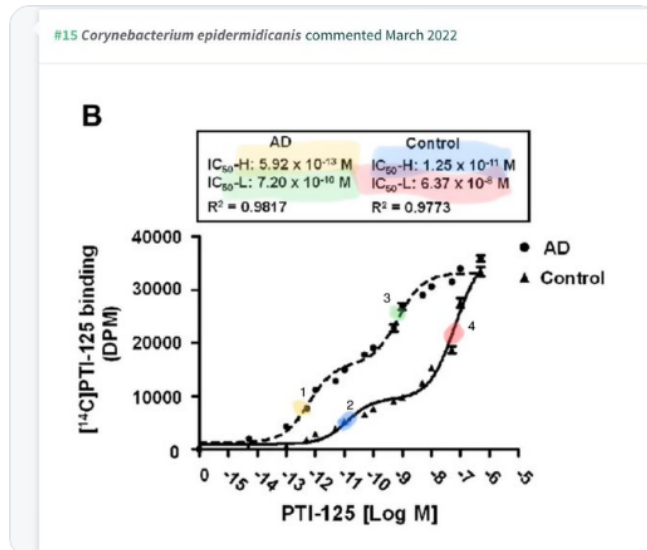 #15 Corynebacterium epidermidicanis commented March 2022
B
AD Control
IC50-H: 5.92 x 10-13 M IC50-H: 1.25 x 10-11 M
IC50-L: 7.20 x 10-10 M IC50-L: 6.37 x 10-8 M
R2 = 0.9817 R2 = 0.9773
40000
30000
20000
10000
0
[14C]PTI-125 binding
(DPM)
AD
Control
1
2
3
4
0 -15 -14 -13 -12 -11 -10 -9 -8 -7 -6 -5
PTI-125 [Log M]